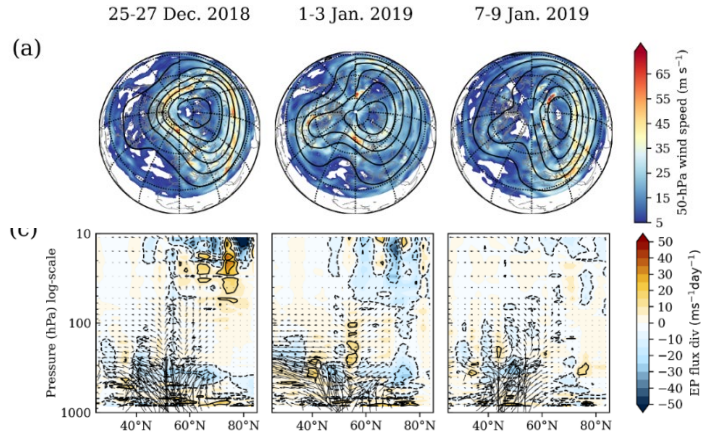 25-27 Dec. 2018 1-3 Jan. 2019 7-9 Jan. 2019
(a)
65
55
45
35
25
15
5
50-hPa wind speed (m s⁻¹)
(c)
10
100
1000
Pressure (hPa) log-scale
40°N 60°N 80°N
40°N 60°N 80°N
40°N 60°N 80°N
50
40
30
20
10
0
−10
−20
−30
−40
−50
EP flux div (ms⁻¹day⁻¹)